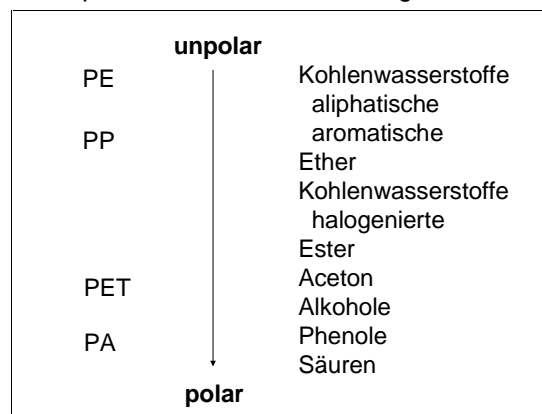 unpolar
PE
PP
PET
PA
Kohlenwasserstoffe
aliphatische
aromatische
Ether
Kohlenwasserstoffe
halogenierte
Ester
Aceton
Alkohole
Phenole
Säuren
polar